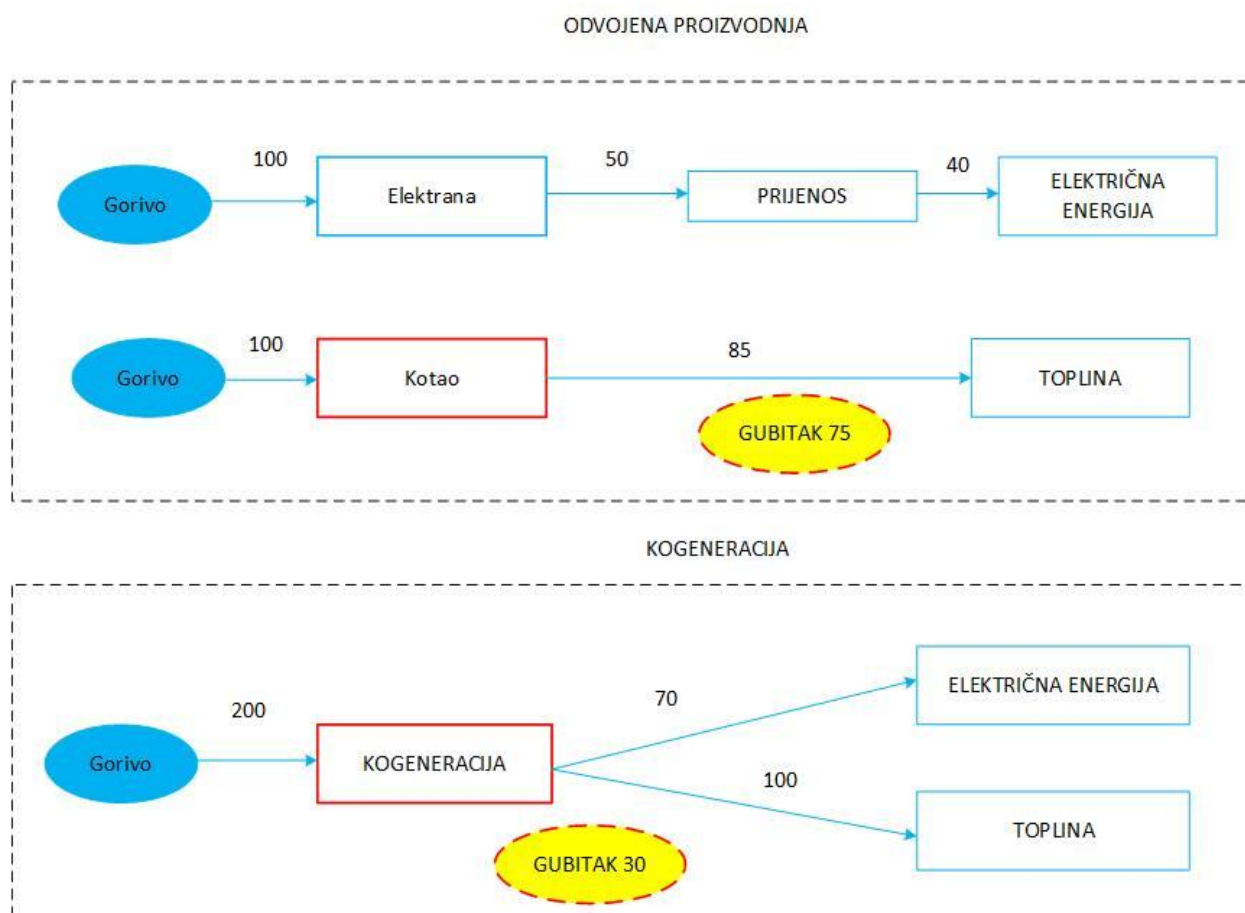 ODVOJENA PROIZVODNJA
100
50
40
Gorivo
Elektrana
PRIJENOS
ELEKTRIČNA
ENERGIJA
100
85
Gorivo
Kotao
TOPLINA
GUBITAK 75
KOGENERACIJA
ELEKTRIČNA ENERGIJA
200
70
Gorivo
KOGENERACIJA
100
TOPLINA
GUBITAK 30